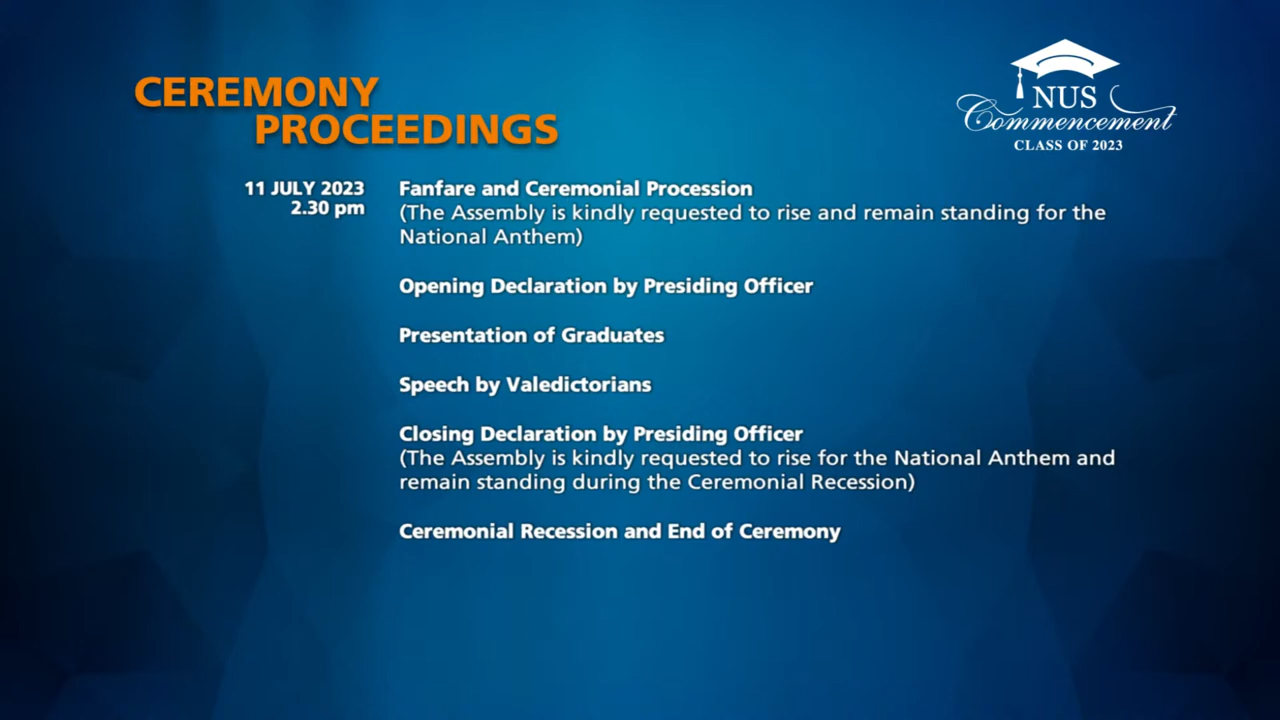 CEREMONY
PROCEEDINGS
NUS
Commencement
CLASS OF 2023
11 JULY 2023
2.30 pm
Fanfare and Ceremonial Procession
(The Assembly is kindly requested to rise and remain standing for the
National Anthem)
Opening Declaration by Presiding Officer
Presentation of Graduates
Speech by Valedictorians
Closing Declaration by Presiding Officer
(The Assembly is kindly requested to rise for the National Anthem and
remain standing during the Ceremonial Recession)
Ceremonial Recession and End of Ceremony